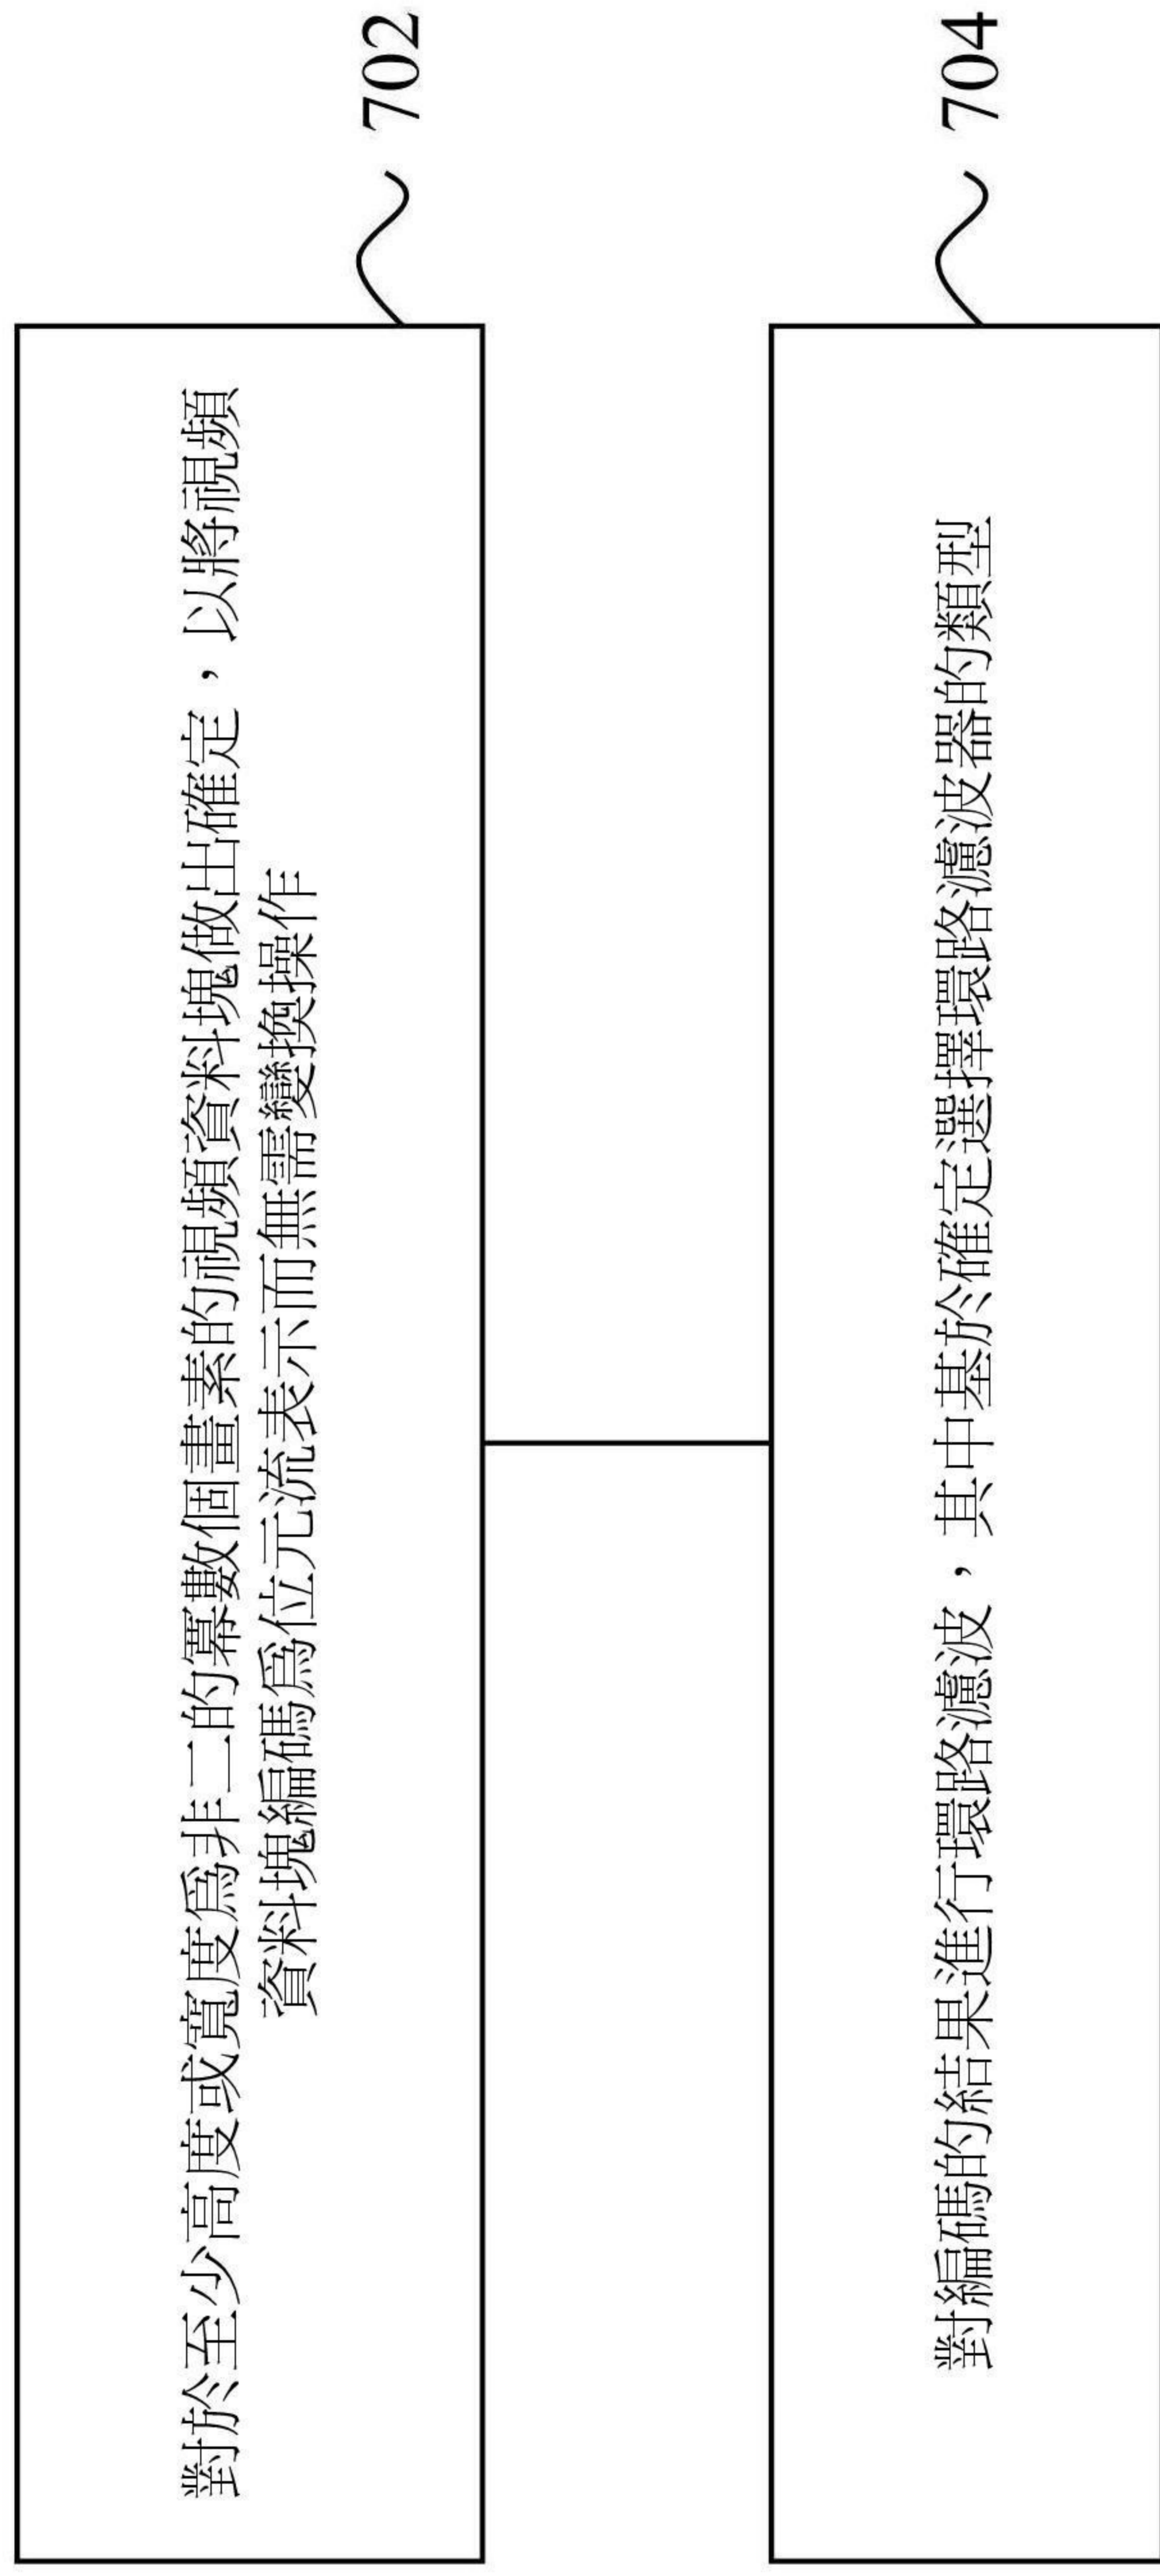 對於至少高度或寬度爲非二的冪數個畫素的視頻資料塊做出確定，以將視頻
資料塊編碼爲位元流表示而無需變換操作
702
對編碼的結果進行環路濾波，其中基於確定選擇環路濾波器的類型
704